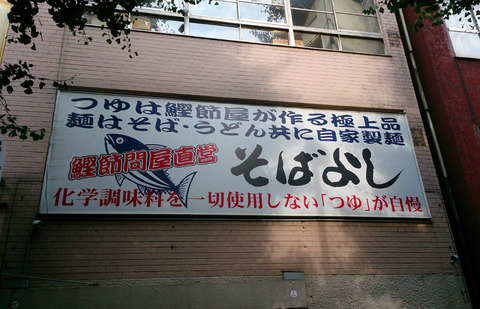 つゆは鰹節屋が作る極上品
麺はそば・うどん共に自家製麺
鰹節問屋直営
そばよし
化学調味料を一切使用しない「つゆ」が自慢